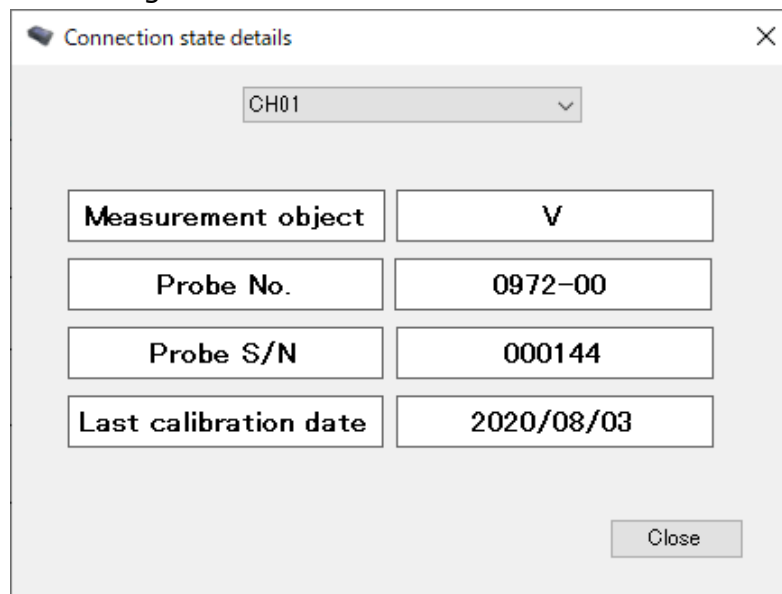 Connection state details
CH01
Measurement object V
Probe No. 0972-00
Probe S/N 000144
Last calibration date 2020/08/03
Close